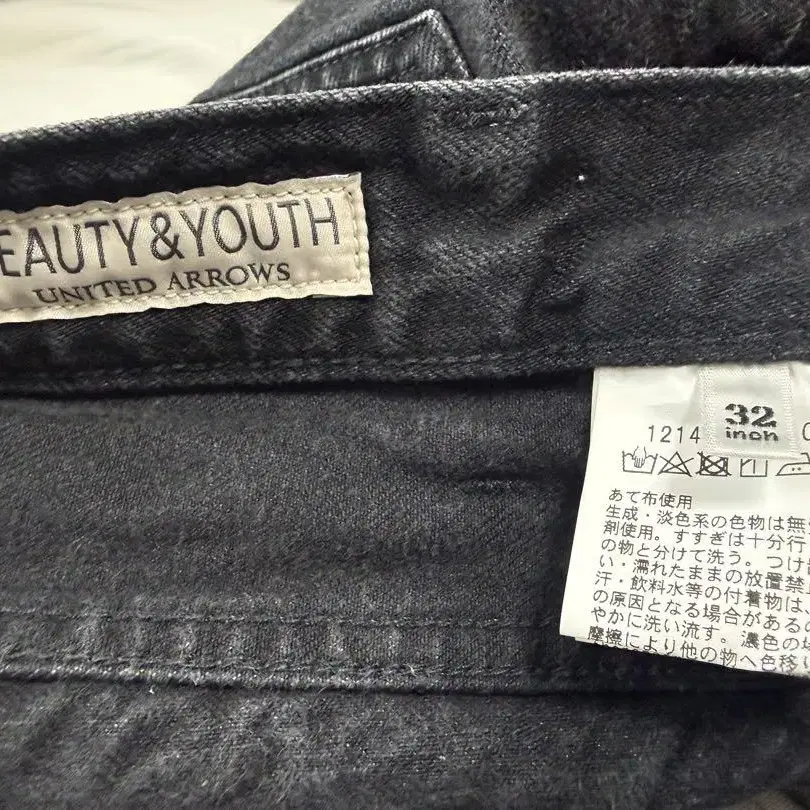 EAUTY&YOUTH
UNITED ARROWS
32
inch
1214
あて布使用
生成・淡色系の色物は無
剤使用。すすぎは十分行
の物と分けて洗う。つけ
い・濡れたままの放置禁
汗・飲料水等の付着物は
の原因となる場合がある
やかに洗い流す。濃色の
摩擦により他の物へ色移